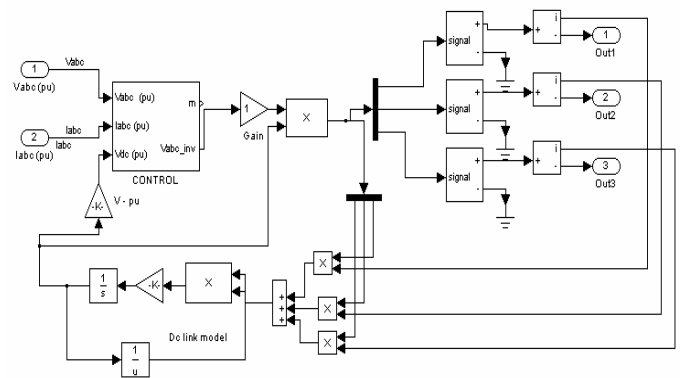 1
Vabc(pu)
Vabc
2
Iabc(pu)
Iabc
Iabc
Vabc (pu)
Iabc (pu)
Vdc (pu)
m
Vabc_inv
CONTROL
-K-
V - pu
1
Gain
X
signal
+
-
+
-
i
1
Out1
signal
+
-
+
-
i
2
Out2
signal
+
-
+
-
i
3
Out3
X
X
X
+
+
+
X
-K-
1
s
Dc link model
1
u